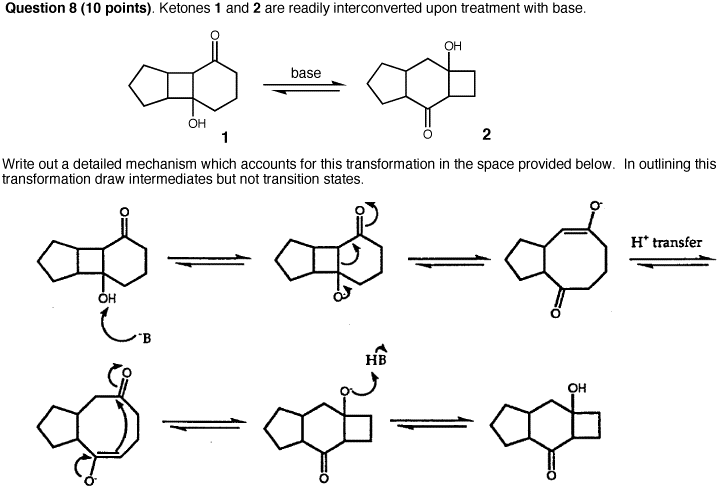 Question 8 (10 points). Ketones 1 and 2 are readily interconverted upon treatment with base.
O
OH
base
OH
1
O
2
Write out a detailed mechanism which accounts for this transformation in the space provided below. In outlining this
transformation draw intermediates but not transition states.
O
O
O-
H+ transfer
OH
O-
O
-B
HB
O
O-
OH
O-
O
O